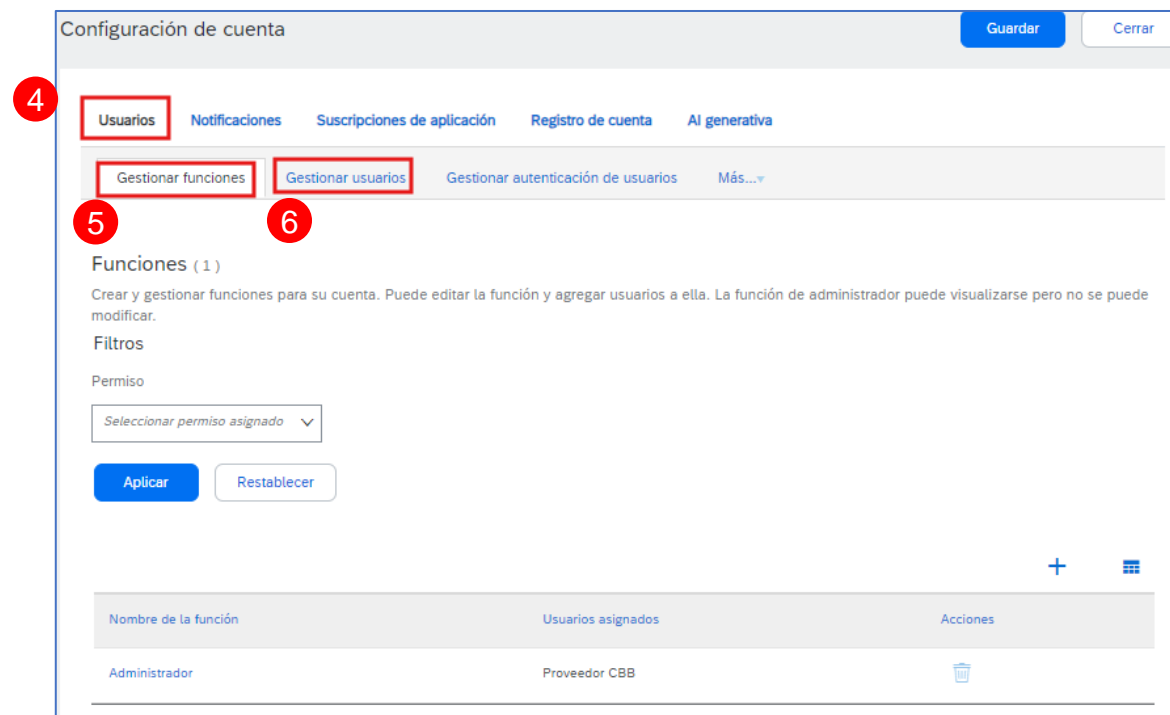 Configuración de cuenta
Guardar
Cerrar
4
Usuarios
Notificaciones
Suscripciones de aplicación
Registro de cuenta
AI generativa
Gestionar funciones
Gestionar usuarios
Gestionar autenticación de usuarios
Más...
5
6
Funciones (1)
Crear y gestionar funciones para su cuenta. Puede editar la función y agregar usuarios a ella. La función de administrador puede visualizarse pero no se puede
modificar.
Filtros
Permiso
Seleccionar permiso asignado
Aplicar
Restablecer
Nombre de la función
Usuarios asignados
Acciones
Administrador
Proveedor CBB